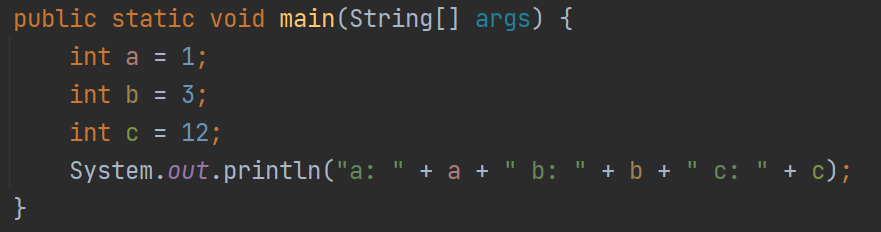 public static void main(String[] args) {
    int a = 1;
    int b = 3;
    int c = 12;
    System.out.println("a: " + a + " b: " + b + " c: " + c);
}